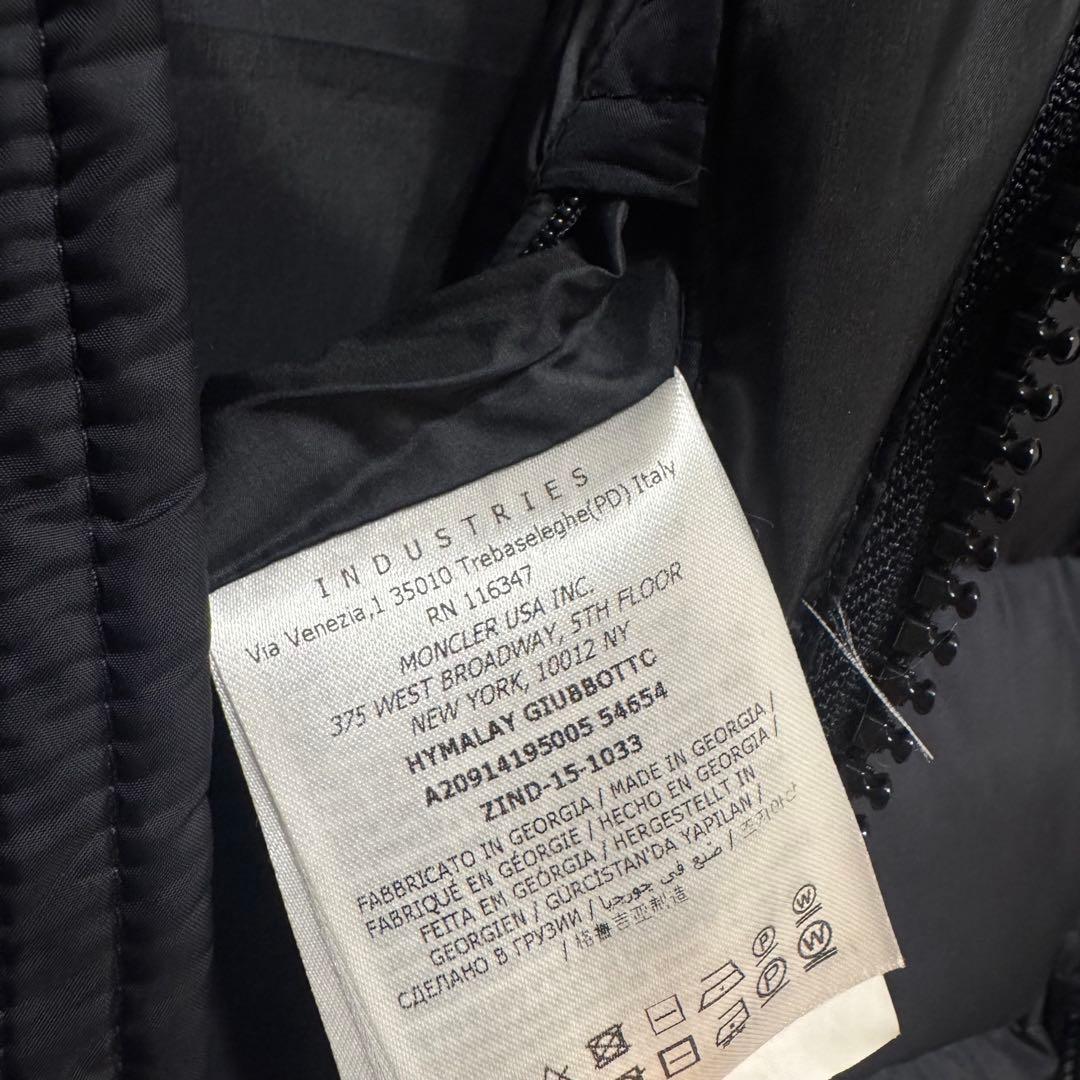 INDUSTRIES
Via Venezia,1 35010 Trebaseleghe(PD) Italy
RN 116347
MONCLER USA INC.
375 WEST BROADWAY, 5TH FLOOR
NEW YORK, 10012 NY
HYMALAY GIUBBOTTO
A20914195005 54654
ZIND-15-1033
FABBRICATO IN GEORGIA / MADE IN GEORGIA /
FABRIQUÉ EN GÉORGIE / HECHO EN GEORGIA /
FEITA EM GEÓRGIA / HERGESTELLT IN
GEORGIEN / GÜRCİSTAN'DA YAPILAN /
СДЕЛАНО В ГРУЗИИ / صنع في جورجيا /
/ 格鲁吉亚制造
P W
P W